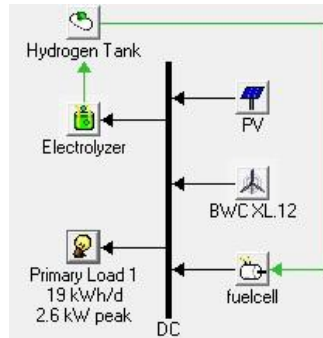 Hydrogen Tank
Electrolyzer
PV
BWC XL.12
Primary Load 1
19 kWh/d
2.6 kW peak
fuelcell
DC